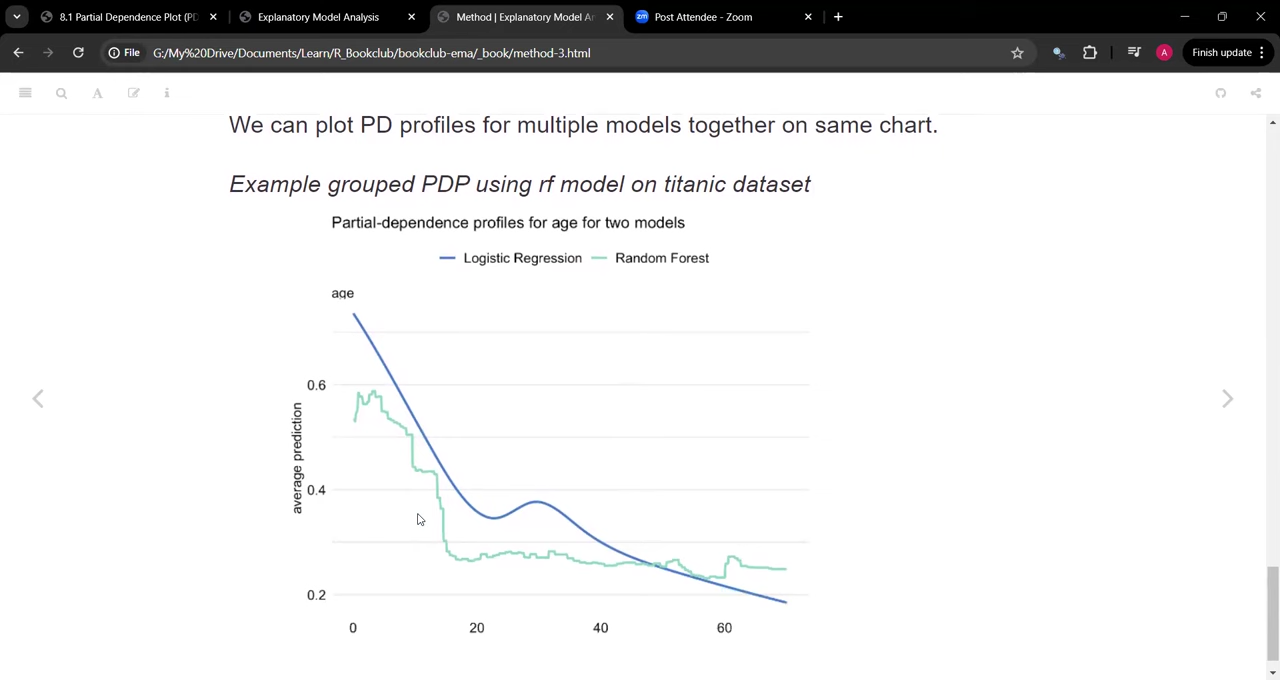 8.1 Partial Dependence Plot (PD
Explanatory Model Analysis
Method | Explanatory Model An
zm Post Attendee - Zoom
File G:/My%20Drive/Documents/Learn/R_Bookclub/bookclub-ema/_book/method-3.html
A
Finish update
A
i
We can plot PD profiles for multiple models together on same chart.
Example grouped PDP using rf model on titanic dataset
Partial-dependence profiles for age for two models
Logistic Regression Random Forest
age
average prediction
0.6
0.4
0.2
0 20 40 60